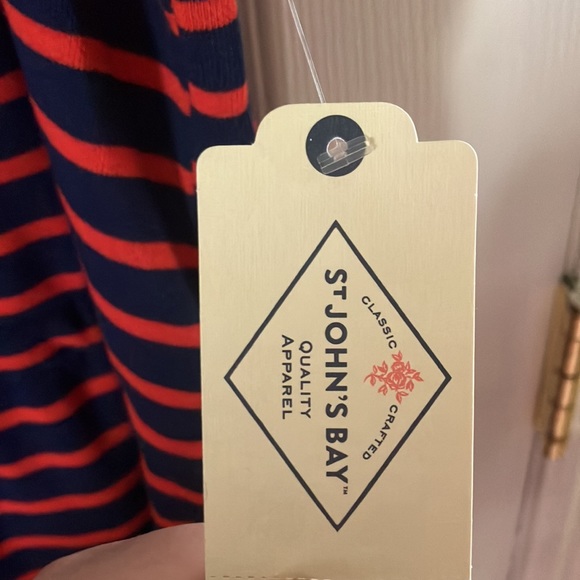 CLASSIC CRAFTED
ST JOHN'S BAY™
QUALITY
APPAREL